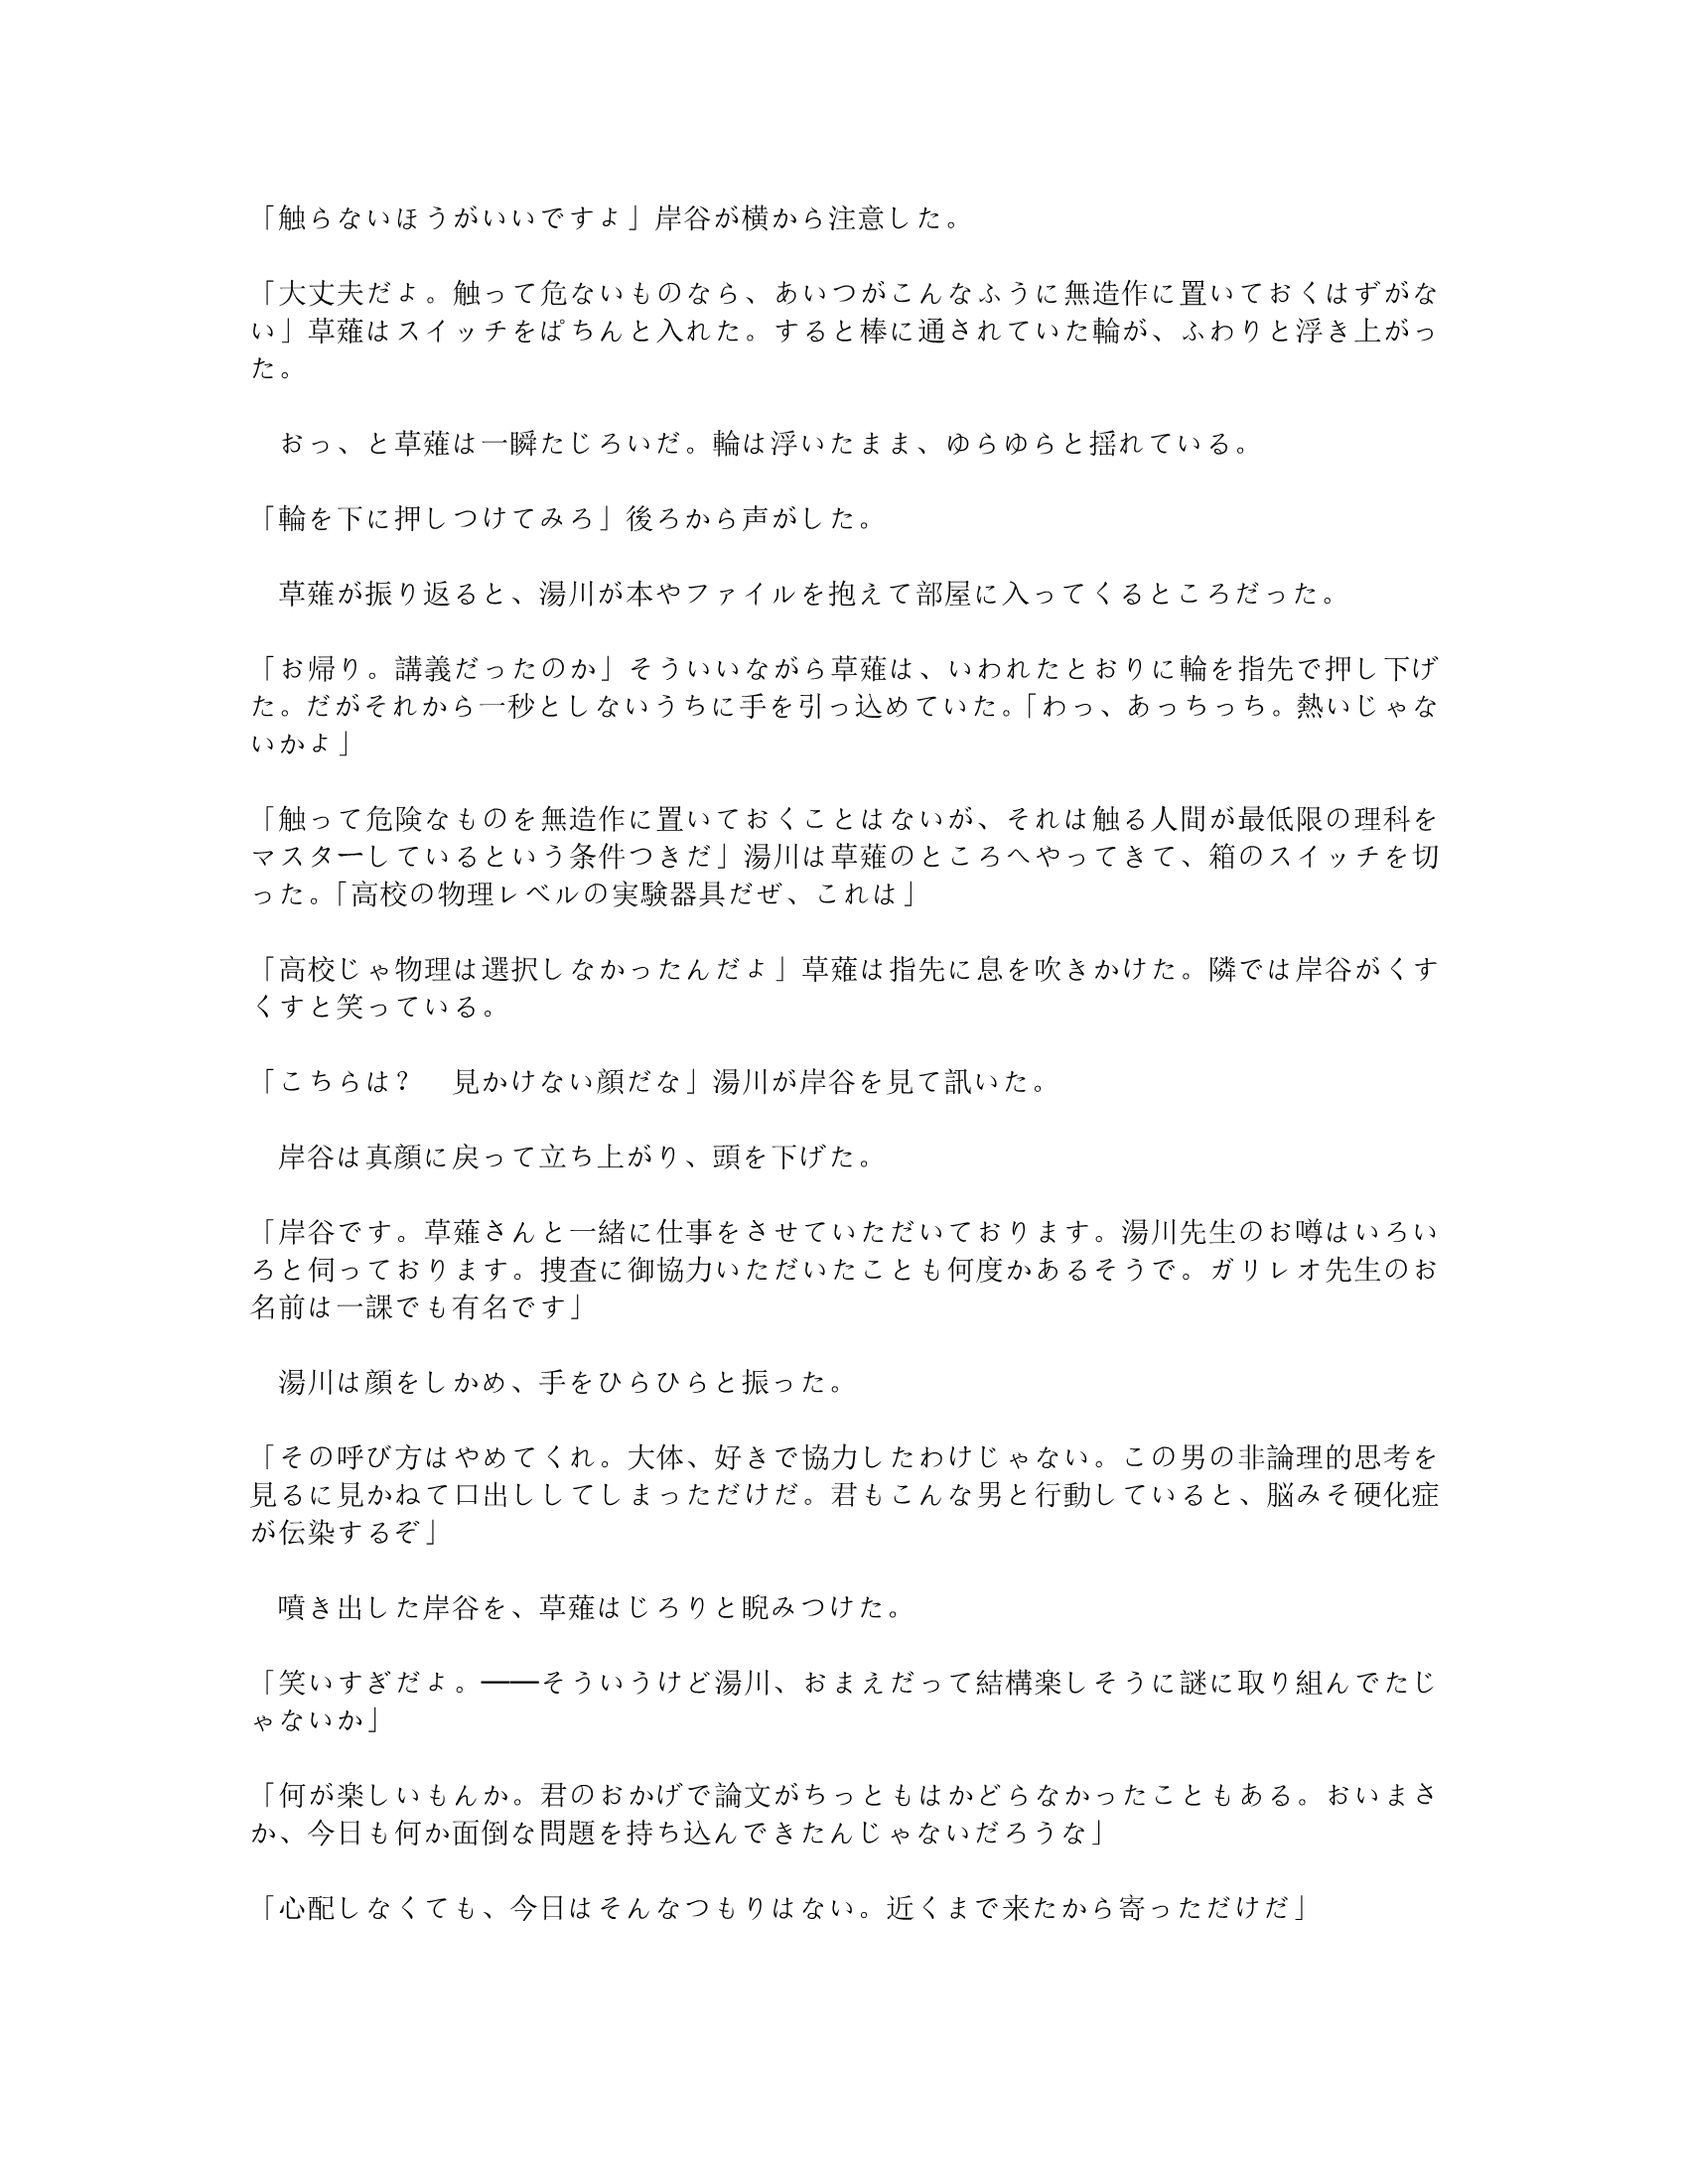 「触らないほうがいいですよ」岸谷が横から注意した。
「大丈夫だよ。触って危ないものなら、あいつがこんなふうに無造作に置いておくはずがな
い」草薙はスイッチをぱちんと入れた。すると棒に通されていた輪が、ふわりと浮き上がっ
た。
　おっ、と草薙は一瞬たじろいだ。輪は浮いたまま、ゆらゆらと揺れている。
「輪を下に押しつけてみろ」後ろから声がした。
　草薙が振り返ると、湯川が本やファイルを抱えて部屋に入ってくるところだった。
「お帰り。講義だったのか」そういいながら草薙は、いわれたとおりに輪を指先で押し下げ
た。だがそれから一秒としないうちに手を引っ込めていた。「わっ、あっちっち。熱いじゃな
いかよ」
「触って危険なものを無造作に置いておくことはないが、それは触る人間が最低限の理科を
マスターしているという条件つきだ」湯川は草薙のところへやってきて、箱のスイッチを切
った。「高校の物理レベルの実験器具だぜ、これは」
「高校じゃ物理は選択しなかったんだよ」草薙は指先に息を吹きかけた。隣では岸谷がくす
くすと笑っている。
「こちらは？　見かけない顔だな」湯川が岸谷を見て訊いた。
　岸谷は真顔に戻って立ち上がり、頭を下げた。
「岸谷です。草薙さんと一緒に仕事をさせていただいております。湯川先生のお噂はいろい
ろと伺っております。捜査に御協力いただいたことも何度かあるそうで。ガリレオ先生のお
名前は一課でも有名です」
　湯川は顔をしかめ、手をひらひらと振った。
「その呼び方はやめてくれ。大体、好きで協力したわけじゃない。この男の非論理的思考を
見るに見かねて口出ししてしまっただけだ。君もこんな男と行動していると、脳みそ硬化症
が伝染するぞ」
　噴き出した岸谷を、草薙はじろりと睨みつけた。
「笑いすぎだよ。――そういうけど湯川、おまえだって結構楽しそうに謎に取り組んでたじ
ゃないか」
「何が楽しいもんか。君のおかげで論文がちっともはかどらなかったこともある。おいまさ
か、今日も何か面倒な問題を持ち込んできたんじゃないだろうな」
「心配しなくても、今日はそんなつもりはない。近くまで来たから寄っただけだ」